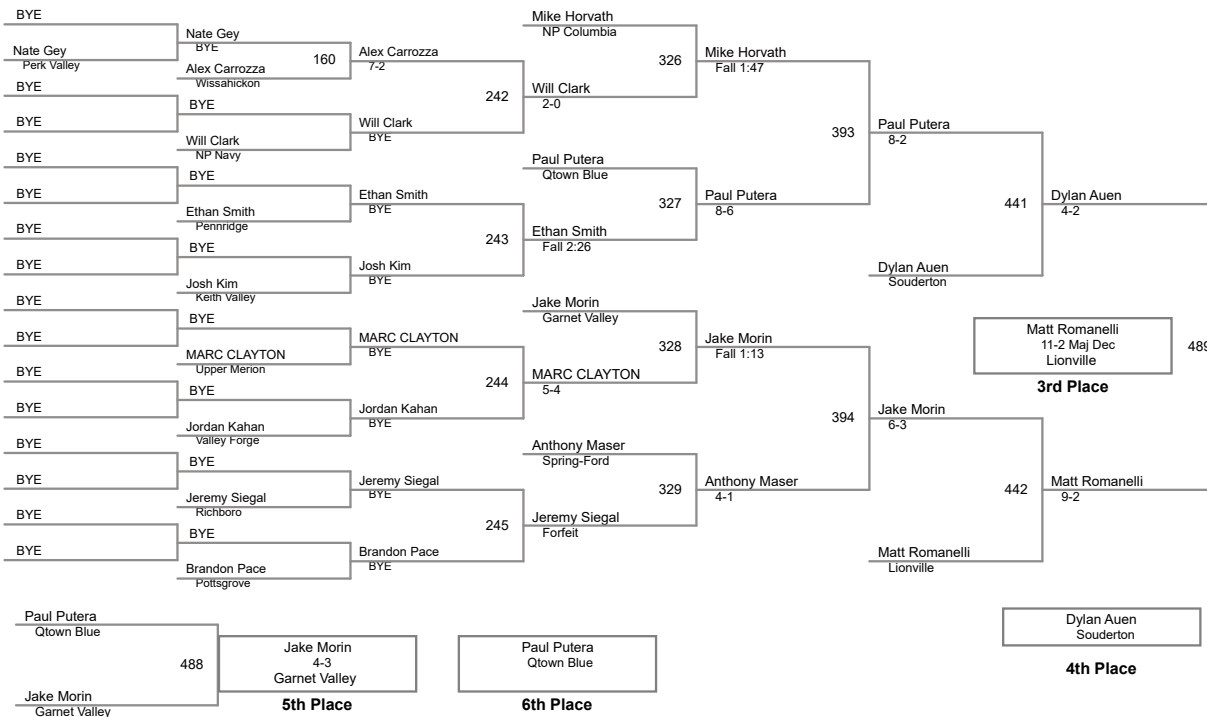 BYE
Nate Gey
Perk Valley
BYE
BYE
BYE
BYE
BYE
BYE
BYE
BYE
BYE
BYE
BYE
BYE
BYE
BYE
Nate Gey
BYE
Alex Carrozza
Wissahickon
BYE
Will Clark
NP Navy
BYE
Ethan Smith
Pennridge
BYE
Josh Kim
Keith Valley
BYE
MARC CLAYTON
Upper Merion
BYE
Jordan Kahan
Valley Forge
BYE
Jeremy Siegal
Richboro
BYE
Brandon Pace
Pottsgrove
160
Alex Carrozza
7-2
Will Clark
BYE
Ethan Smith
BYE
Josh Kim
BYE
MARC CLAYTON
BYE
Jordan Kahan
BYE
Jeremy Siegal
BYE
Brandon Pace
BYE
242
243
244
245
Mike Horvath
NP Columbia
Will Clark
2-0
Paul Putera
Qtown Blue
Ethan Smith
Fall 2:26
Jake Morin
Garnet Valley
MARC CLAYTON
5-4
Anthony Maser
Spring-Ford
Jeremy Siegal
Forfeit
326
327
328
329
Mike Horvath
Fall 1:47
Paul Putera
8-6
Jake Morin
Fall 1:13
Anthony Maser
4-1
393
394
Paul Putera
8-2
Dylan Auen
Souderton
Jake Morin
6-3
Matt Romanelli
Lionville
441
442
Dylan Auen
4-2
Matt Romanelli
9-2
Matt Romanelli
11-2 Maj Dec
Lionville
489
3rd Place
Dylan Auen
Souderton
4th Place
Paul Putera
Qtown Blue
488
Jake Morin
Garnet Valley
Jake Morin
4-3
Garnet Valley
5th Place
Paul Putera
Qtown Blue
6th Place